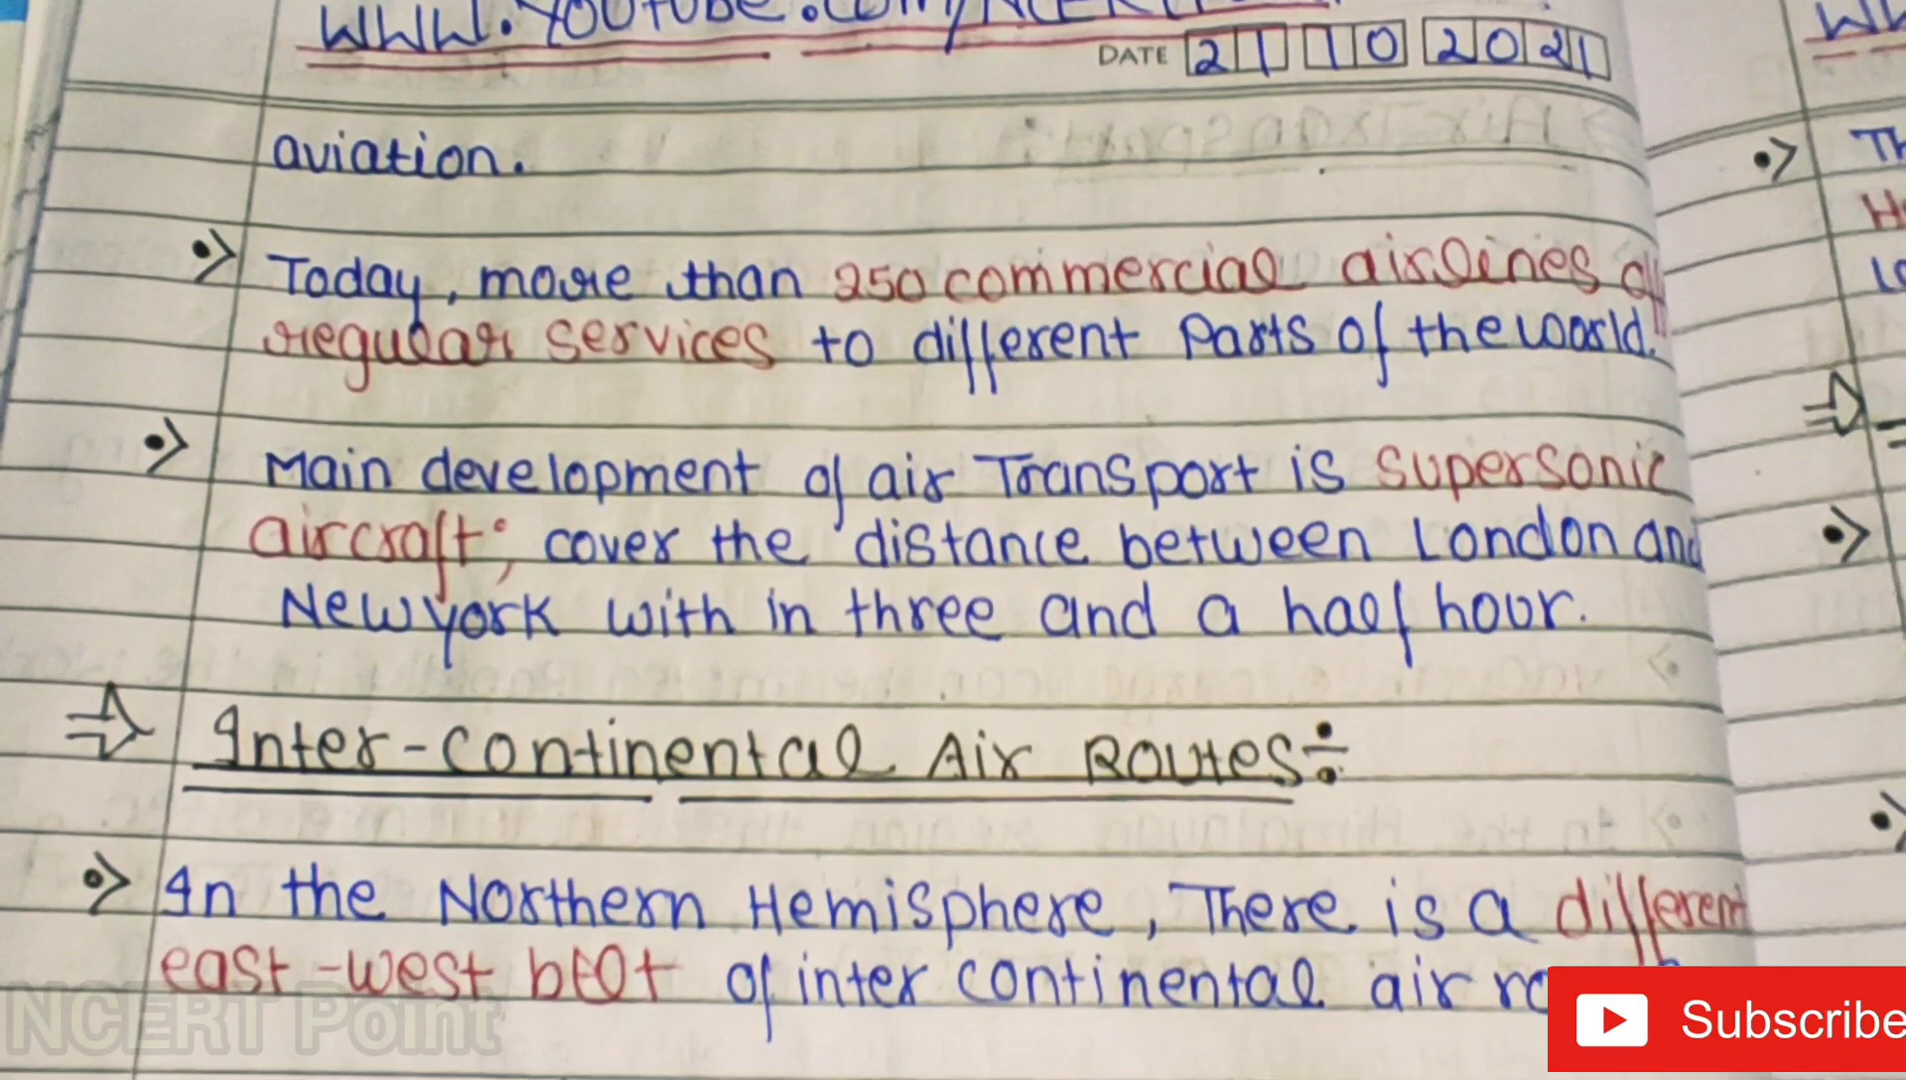 www.YouTube.com/NCERT
DATE 21 10 2021
aviation.
•> Today, more than 250 commercial airlines of
regular services to different Parts of the world.
•> Main development of air Transport is supersonic
aircraft; cover the distance between London and
Newyork with in three and a half hour.
⇒ Inter-continental Air Routes÷
•> In the Northern Hemisphere, There is a different
east-west belt of inter continental air
NCERT Point
Subscribe